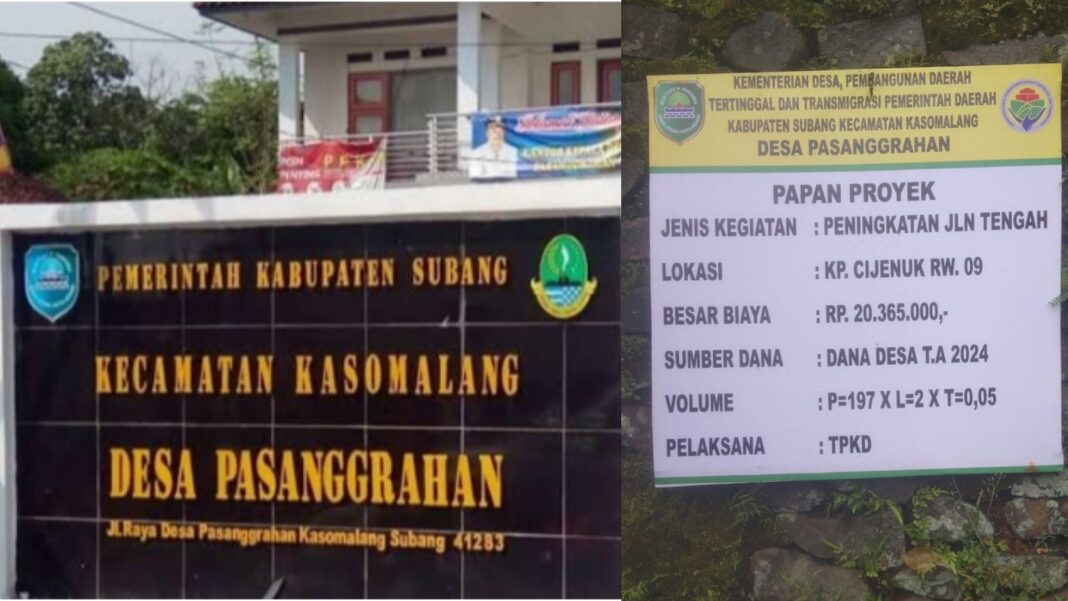 PEMERINTAH KABUPATEN SUBANG
KECAMATAN KASOMALANG
DESA PASANGGRAHAN
Jl.Raya Desa Pasanggrahan Kasomalang Subang 41283
KEMENTERIAN DESA, PEMBANGUNAN DAERAH
TERTINGGAL DAN TRANSMIGRASI PEMERINTAH DAERAH
KABUPATEN SUBANG KECAMATAN KASOMALANG
DESA PASANGGRAHAN
PAPAN PROYEK
JENIS KEGIATAN : PENINGKATAN JLN TENGAH
LOKASI : KP. CIJENUK RW. 09
BESAR BIAYA : RP. 20.365.000,-
SUMBER DANA : DANA DESA T.A 2024
VOLUME : P=197 X L=2 X T=0,05
PELAKSANA : TPKD